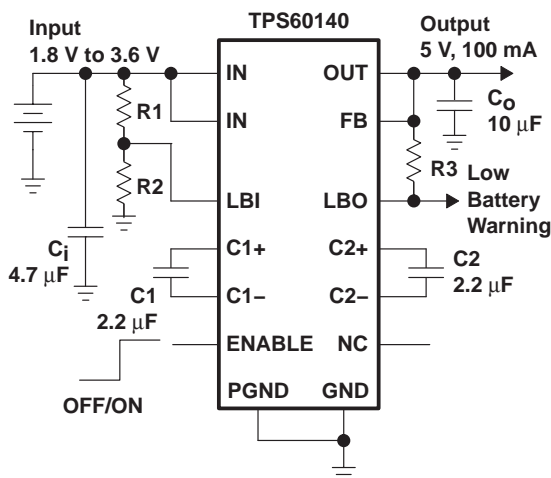 TPS60140
Input
1.8 V to 3.6 V
Output
5 V, 100 mA
IN
OUT
R1
Co
10 µF
IN
FB
R3
Low
Battery
Warning
R2
LBI
LBO
Ci
4.7 µF
C1+
C2+
C1
2.2 µF
C2
2.2 µF
C1−
C2−
ENABLE
NC
OFF/ON
PGND
GND